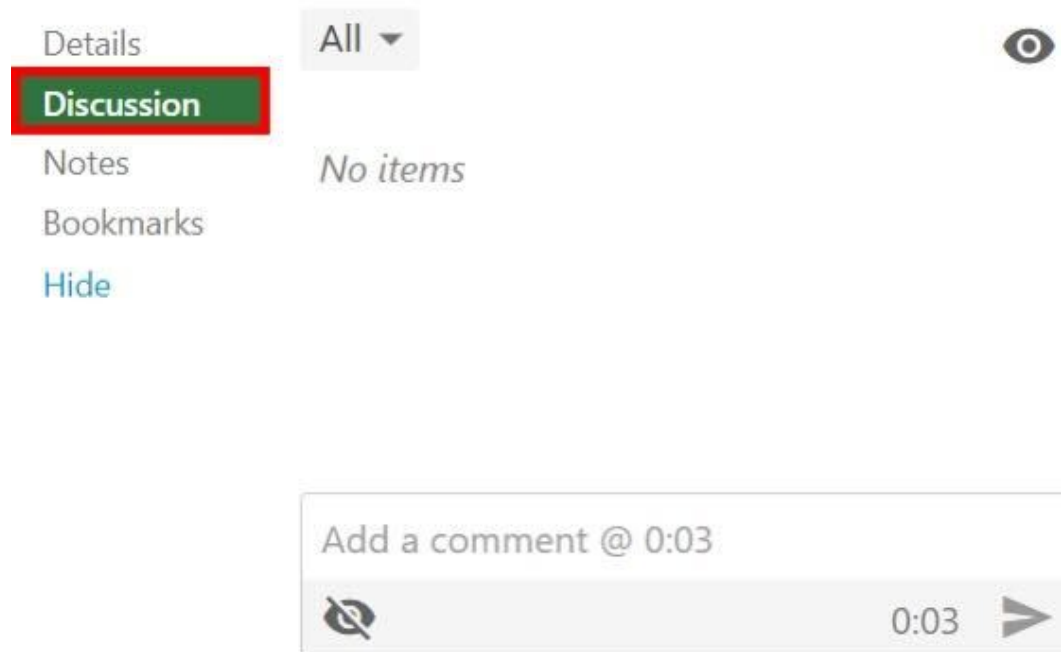 Details
Discussion
Notes
Bookmarks
Hide
All
No items
Add a comment @ 0:03
0:03